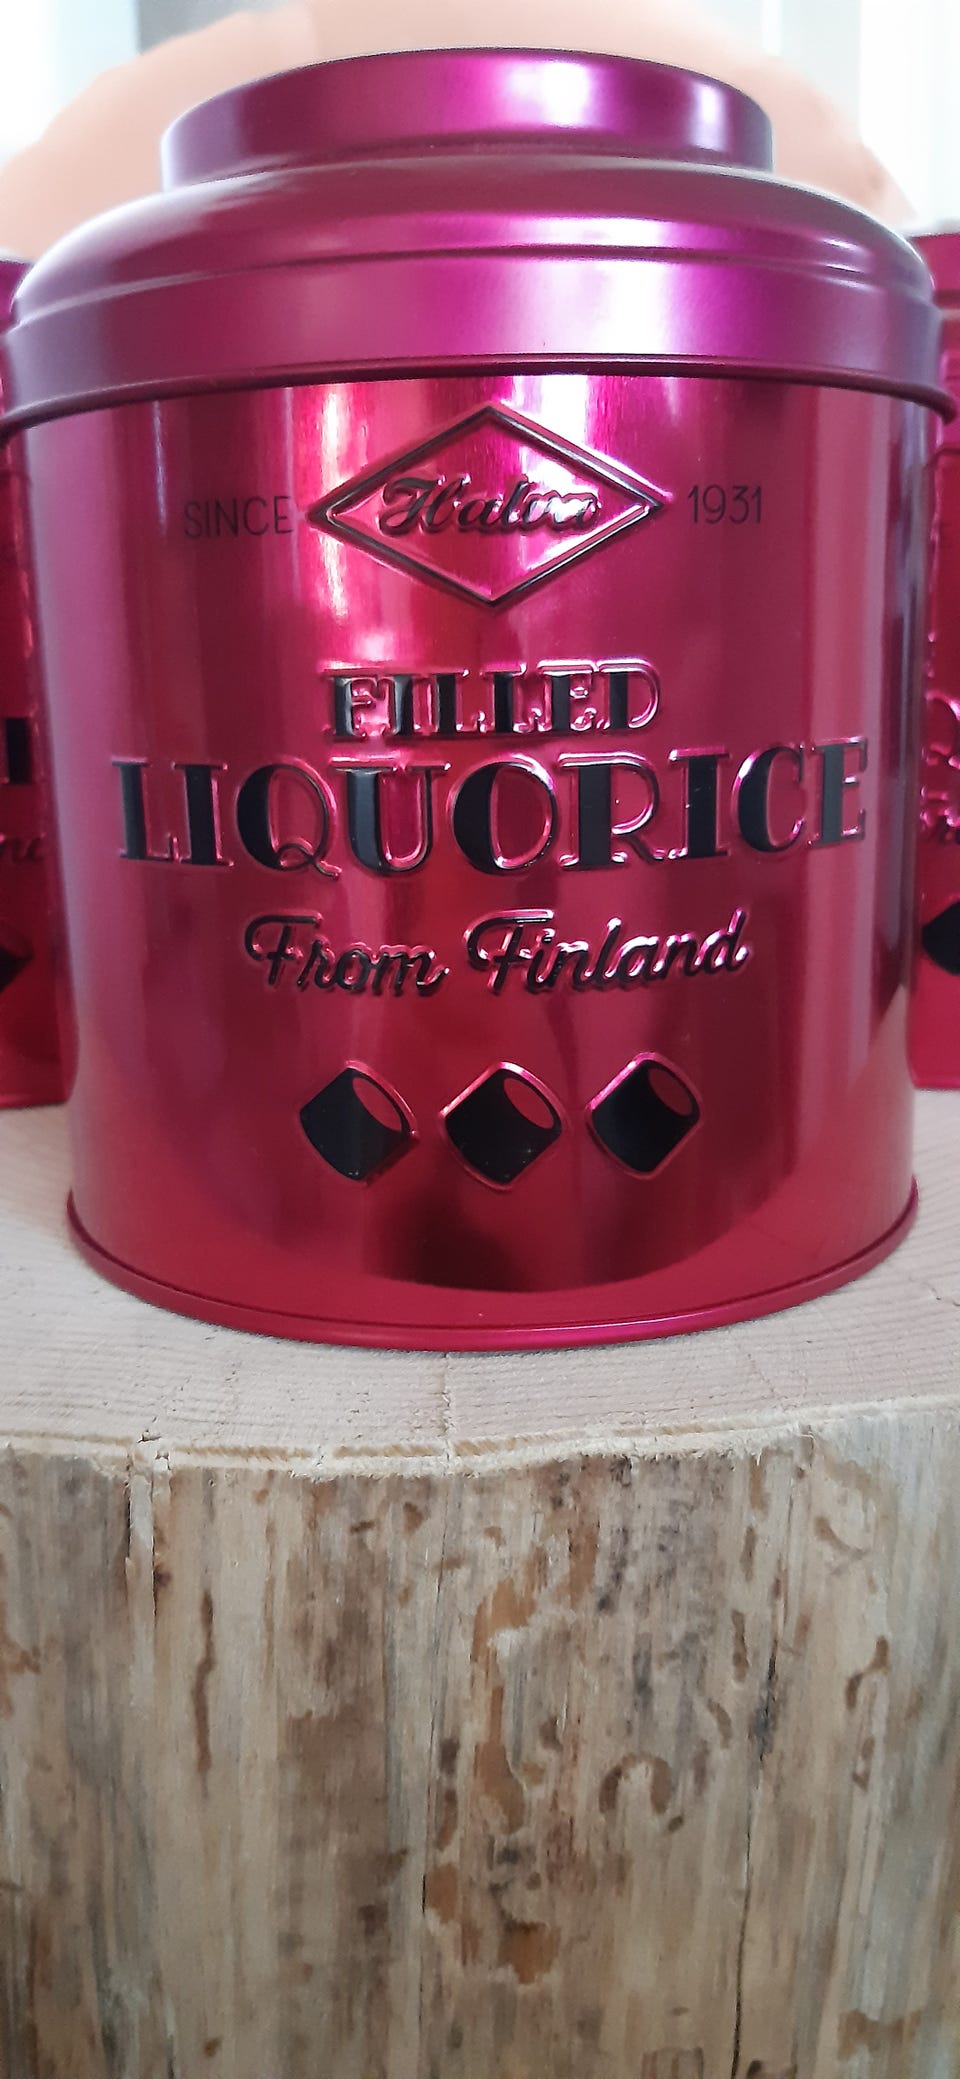 SINCE Halva 1931
FILLED
LIQUORICE
From Finland